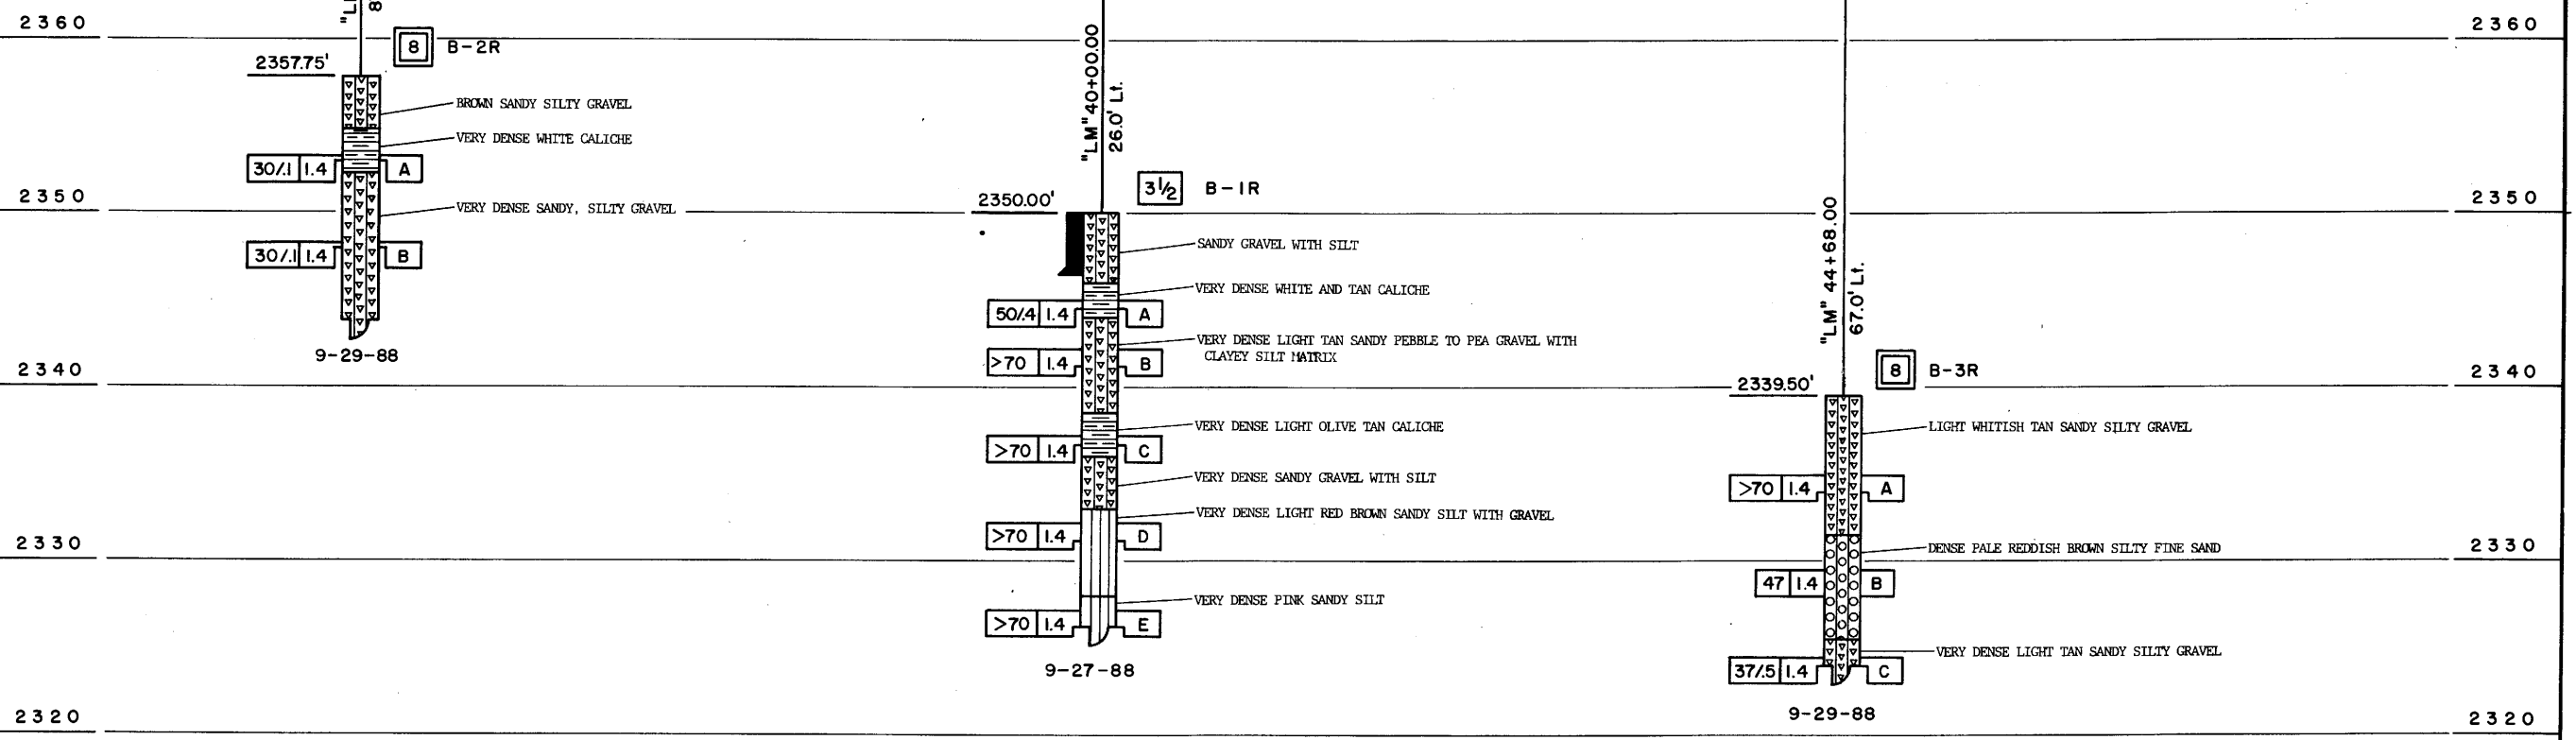 2360
2360
"L
8
8 B-2R
2357.75'
BROWN SANDY SILTY GRAVEL
VERY DENSE WHITE CALICHE
30/.1 1.4 A
VERY DENSE SANDY, SILTY GRAVEL
30/.1 1.4 B
9-29-88
2350
2350
"LM" 40+00.00
26.0' Lt.
3 1/2 B-1R
2350.00'
SANDY GRAVEL WITH SILT
VERY DENSE WHITE AND TAN CALICHE
50/.4 1.4 A
VERY DENSE LIGHT TAN SANDY PEBBLE TO PEA GRAVEL WITH
CLAYEY SILT MATRIX
>70 1.4 B
VERY DENSE LIGHT OLIVE TAN CALICHE
>70 1.4 C
VERY DENSE SANDY GRAVEL WITH SILT
VERY DENSE LIGHT RED BROWN SANDY SILT WITH GRAVEL
>70 1.4 D
VERY DENSE PINK SANDY SILT
>70 1.4 E
9-27-88
2340
2340
"LM" 44+68.00
67.0' Lt.
8 B-3R
2339.50'
LIGHT WHITISH TAN SANDY SILTY GRAVEL
>70 1.4 A
DENSE PALE REDDISH BROWN SILTY FINE SAND
47 1.4 B
VERY DENSE LIGHT TAN SANDY SILTY GRAVEL
37/.5 1.4 C
9-29-88
2330
2330
2320
2320